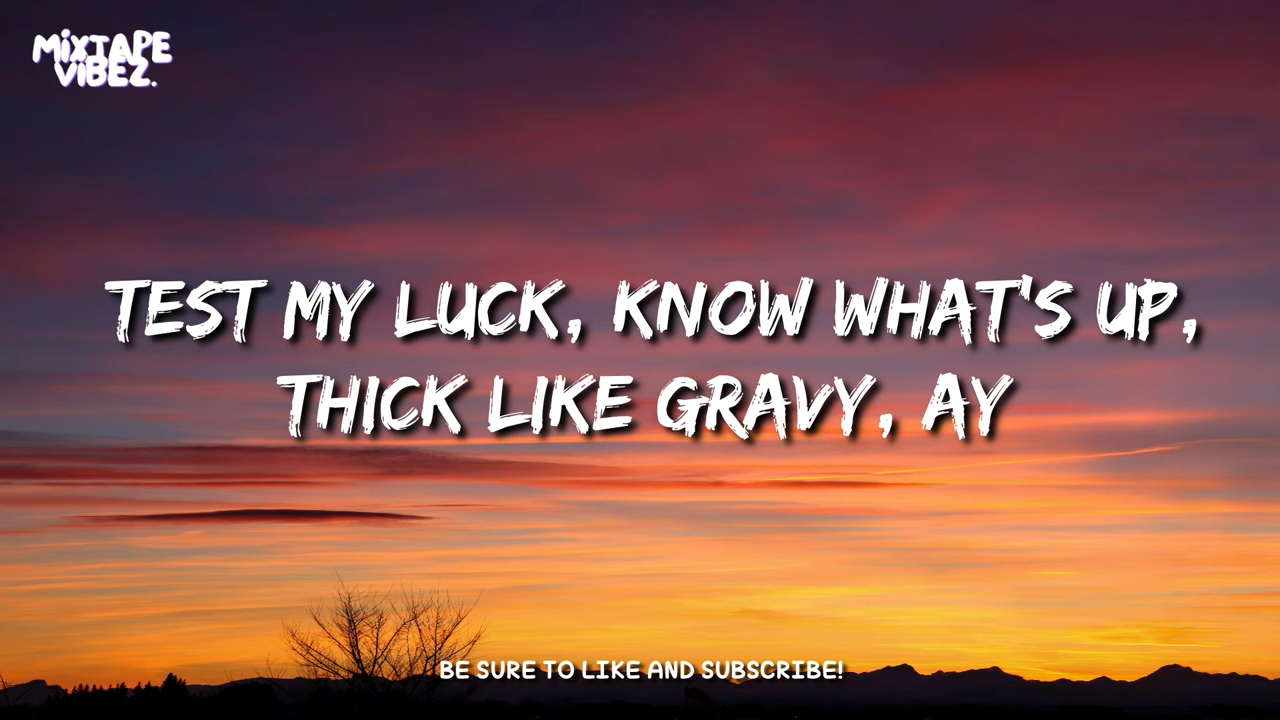 MiXTAPE
ViBEZ.
TEST MY LUCK, KNOW WHAT'S UP,
THICK LIKE GRAVY, AY
BE SURE TO LIKE AND SUBSCRIBE!